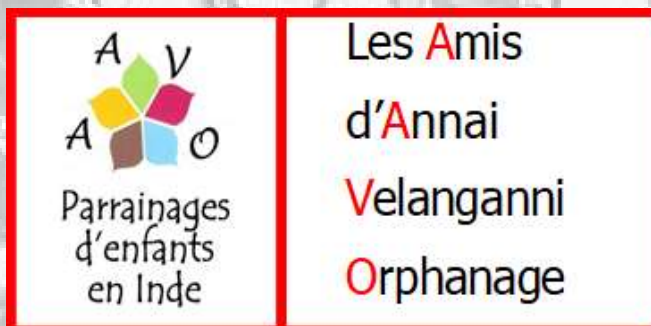 A V
A O
Parrainages
d'enfants
en Inde
Les Amis
d'Annai
Velanganni
Orphanage